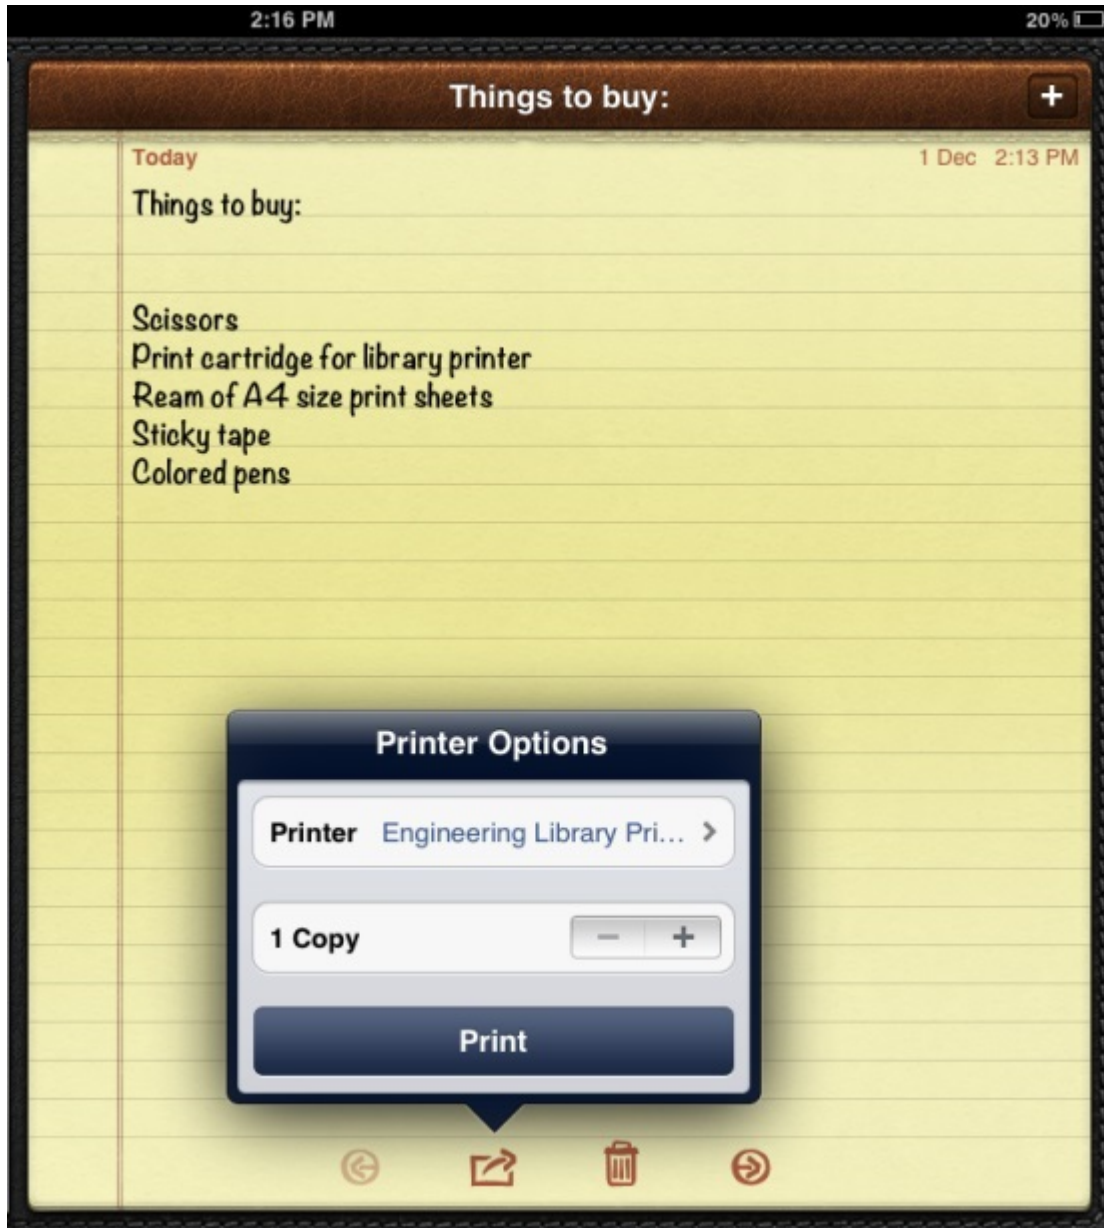 2:16 PM 20%
Things to buy: +
Today 1 Dec 2:13 PM
Things to buy:
Scissors
Print cartridge for library printer
Ream of A4 size print sheets
Sticky tape
Colored pens
Printer Options
Printer Engineering Library Pri... >
1 Copy − +
Print